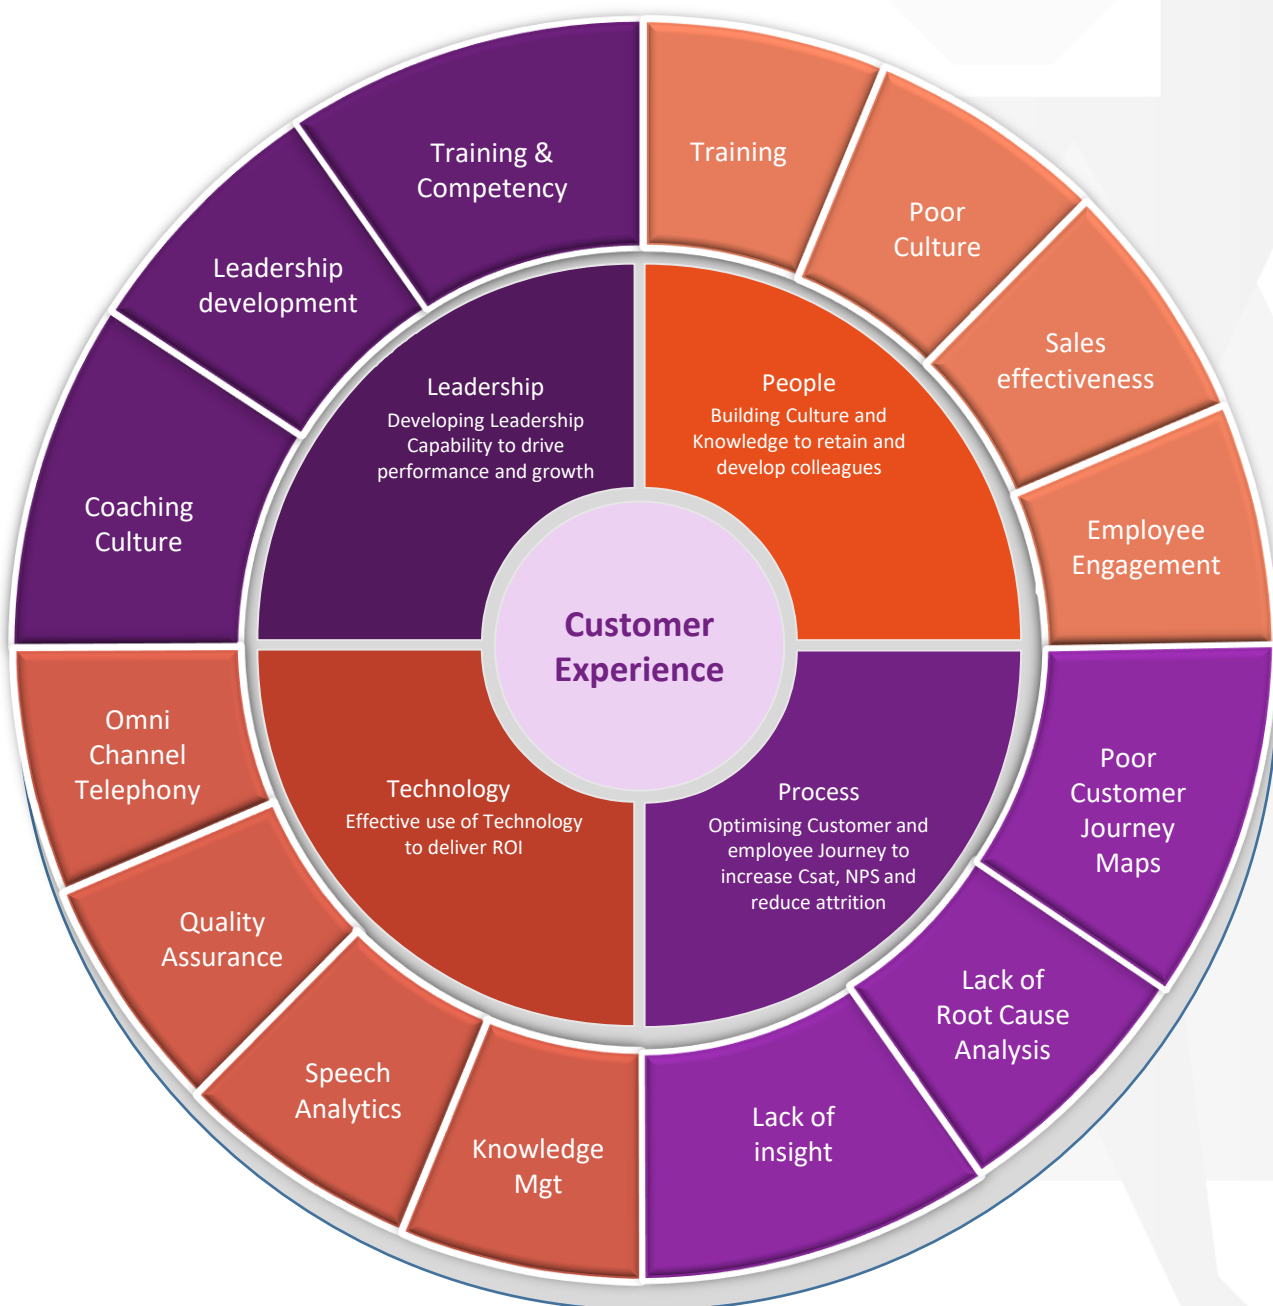 Training &
Competency
Training
Poor
Culture
Sales
effectiveness
Employee
Engagement
Poor
Customer
Journey
Maps
Lack of
Root Cause
Analysis
Lack of
insight
Knowledge
Mgt
Speech
Analytics
Quality
Assurance
Omni
Channel
Telephony
Coaching
Culture
Leadership
development
Leadership
Developing Leadership
Capability to drive
performance and growth
People
Building Culture and
Knowledge to retain and
develop colleagues
Customer
Experience
Technology
Effective use of Technology
to deliver ROI
Process
Optimising Customer and
employee Journey to
increase Csat, NPS and
reduce attrition